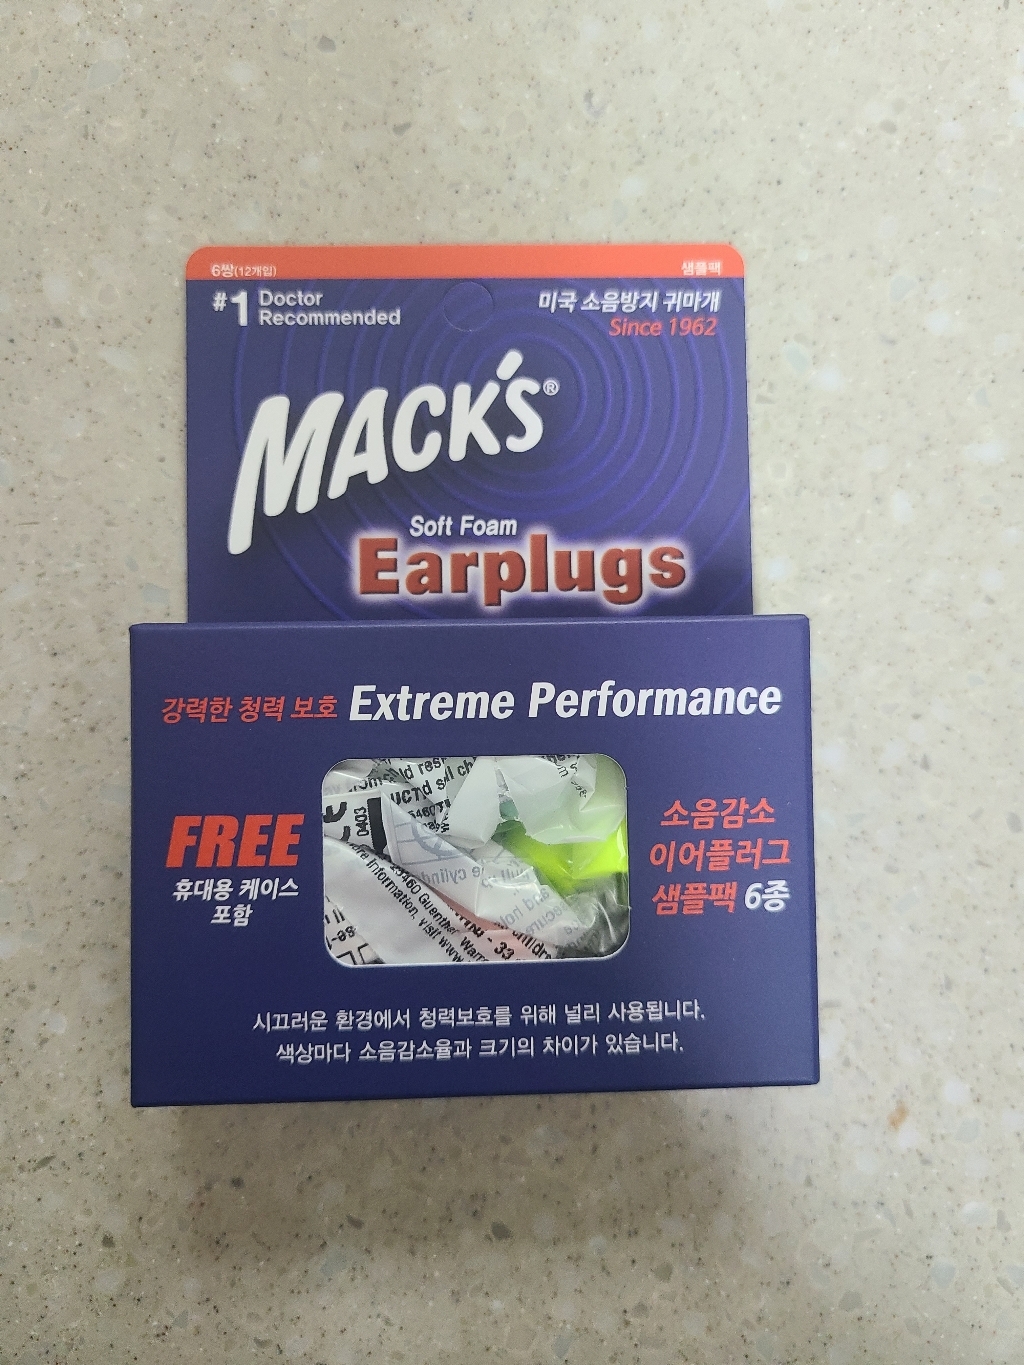 6쌍(12개입)
샘플팩
#1 Doctor
Recommended
미국 소음방지 귀마개
Since 1962
MACK'S®
Soft Foam
Earplugs
강력한 청력 보호 Extreme Performance
FREE
휴대용 케이스
포함
소음감소
이어플러그
샘플팩 6종
0403
시끄러운 환경에서 청력보호를 위해 널리 사용됩니다.
색상마다 소음감소율과 크기의 차이가 있습니다.